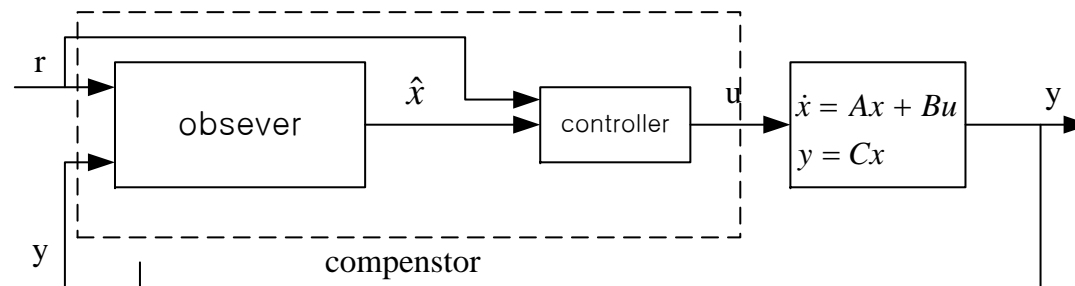 r
obsever
x̂
controller
u
ẋ = Ax + Bu
y = Cx
y
y
compenstor